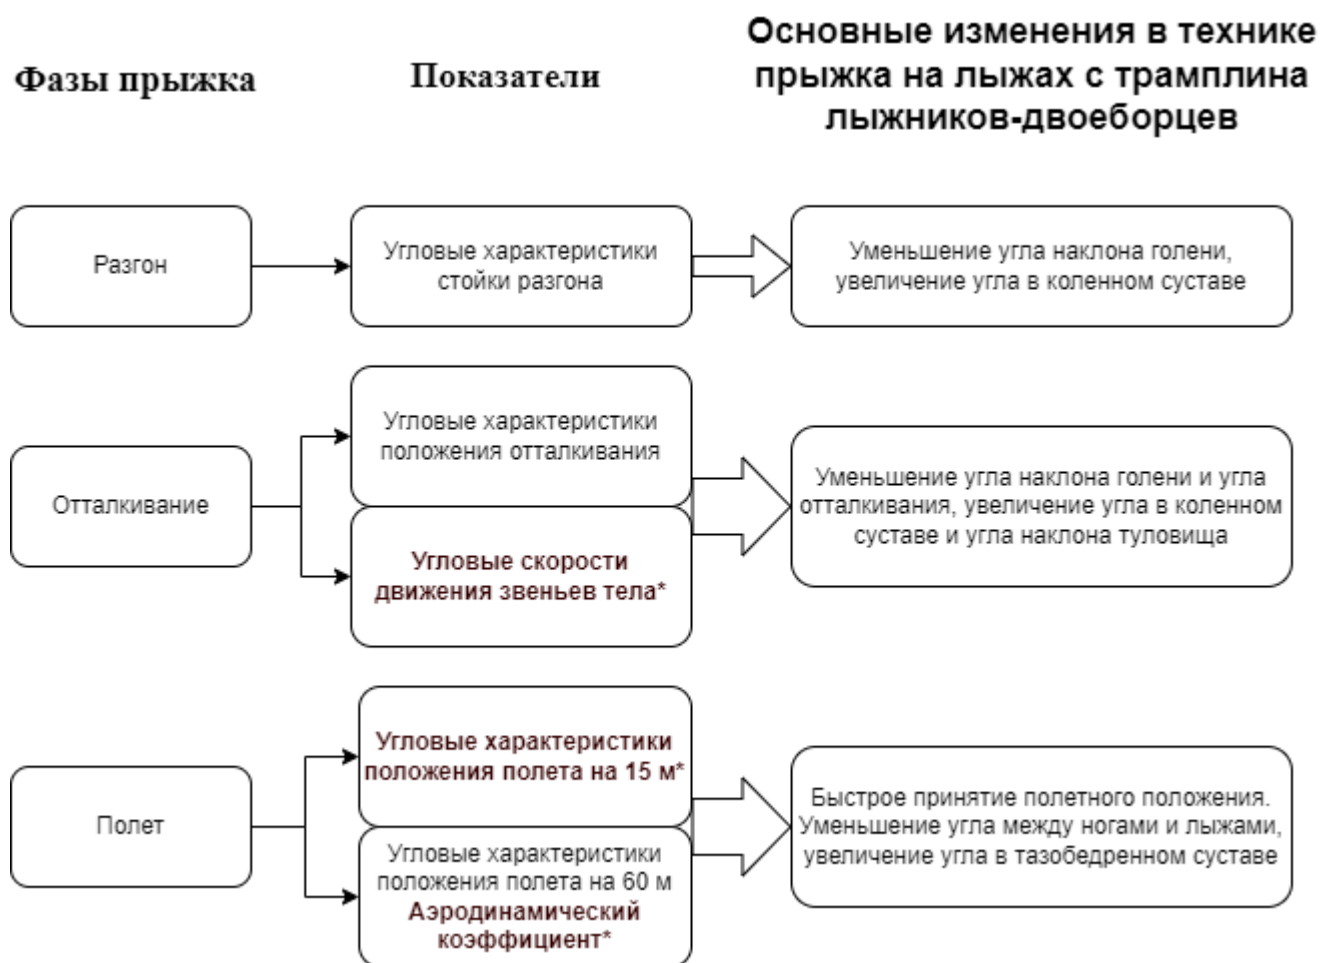 Фазы прыжка
Показатели
Основные изменения в технике
прыжка на лыжах с трамплина
лыжников-двоеборцев
Разгон
Угловые характеристики
стойки разгона
Уменьшение угла наклона голени,
увеличение угла в коленном суставе
Отталкивание
Угловые характеристики
положения отталкивания
Угловые скорости
движения звеньев тела*
Уменьшение угла наклона голени и угла
отталкивания, увеличение угла в коленном
суставе и угла наклона туловища
Полет
Угловые характеристики
положения полета на 15 м*
Угловые характеристики
положения полета на 60 м
Аэродинамический
коэффициент*
Быстрое принятие полетного положения.
Уменьшение угла между ногами и лыжами,
увеличение угла в тазобедренном суставе